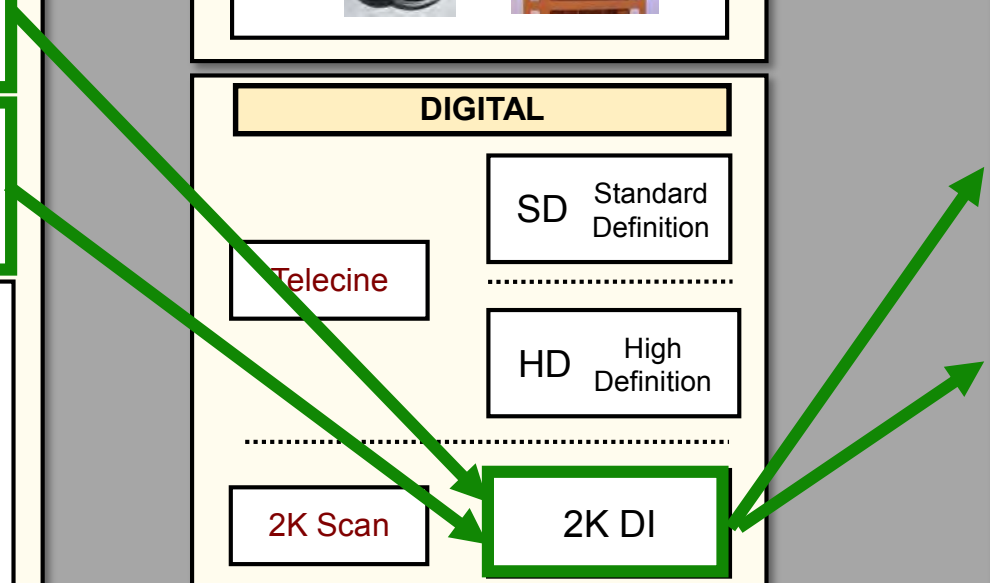 DIGITAL
SD
Standard
Definition
Telecine
HD
High
Definition
2K Scan
2K DI